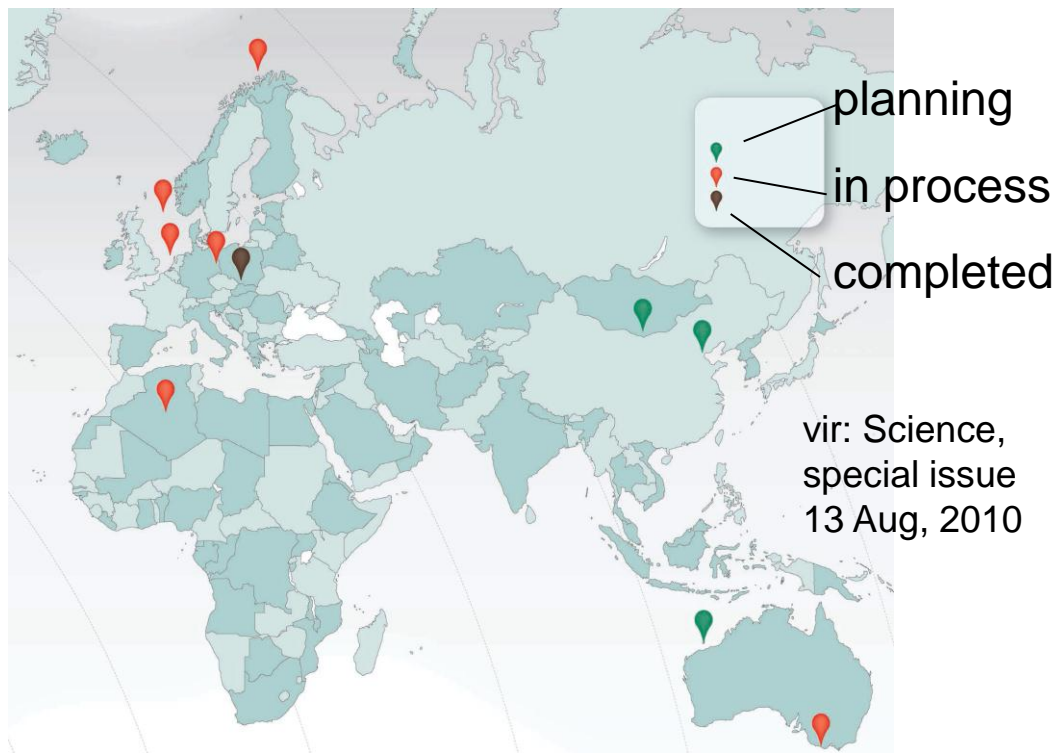 planning
in process
completed
vir: Science,
special issue
13 Aug, 2010